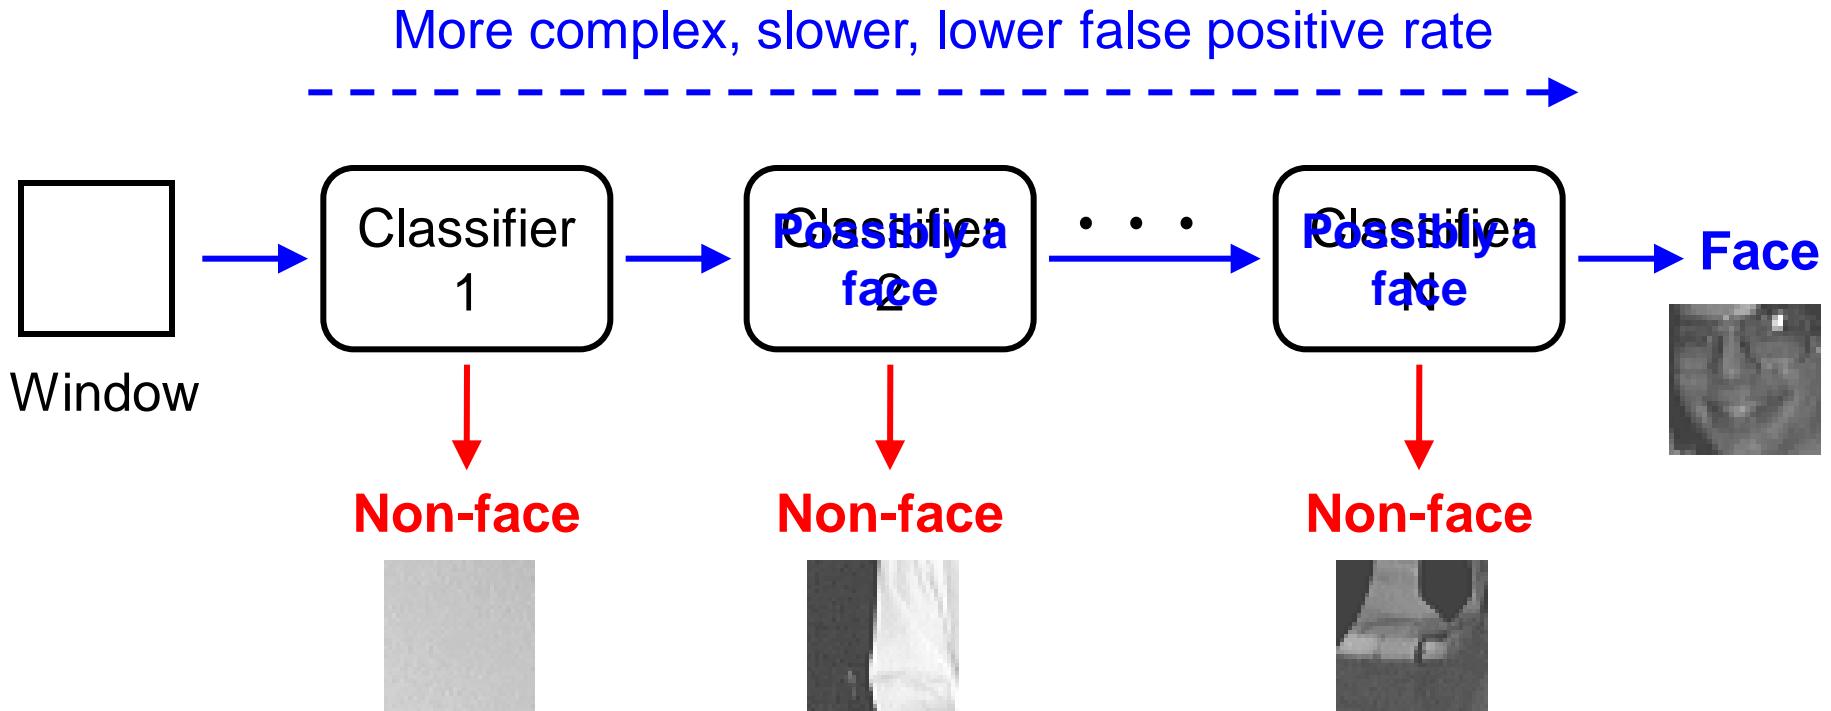 More complex, slower, lower false positive rate
Window
Classifier
1
Classifier
2
Possibly a
face
. . .
Classifier
N
Possibly a
face
Face
Non-face
Non-face
Non-face